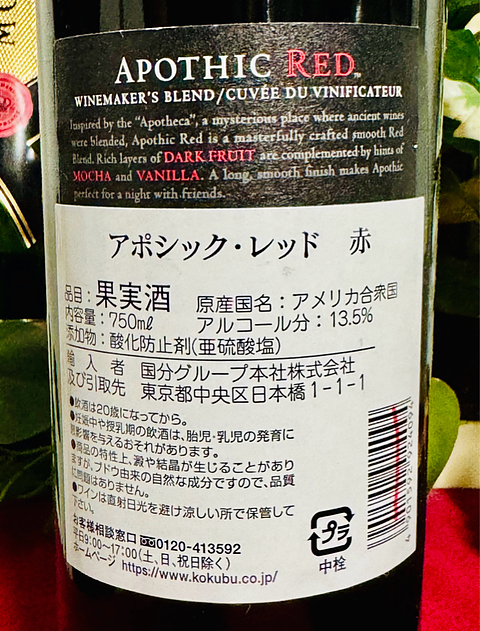 APOTHIC RED™
WINEMAKER'S BLEND/CUVÉE DU VINIFICATEUR
Inspired by the "Apotheca", a mysterious place where ancient wines
were blended, Apothic Red is a masterfully crafted smooth Red
Blend. Rich layers of DARK FRUIT are complemented by hints of
MOCHA and VANILLA. A long, smooth finish makes Apothic
perfect for a night with friends.
アポシック・レッド 赤
品目：果実酒 原産国名：アメリカ合衆国
内容量：750mℓ アルコール分：13.5%
添加物：酸化防止剤(亜硫酸塩)
輸入者 国分グループ本社株式会社
及び引取先 東京都中央区日本橋1-1-1
●飲酒は20歳になってから。
●妊娠中や授乳期の飲酒は、胎児・乳児の発育に
悪影響を与えるおそれがあります。
●商品の特性上、澱や結晶が生じることがあり
ますが、ブドウ由来の自然な成分ですので、品質
に問題はありません。
●ワインは直射日光を避け涼しい所で保管して
下さい。
お客様相談窓口 0120-413592
平日9:00〜17:00(土、日、祝日除く)
ホームページ https://www.kokubu.co.jp/
プラ
中栓